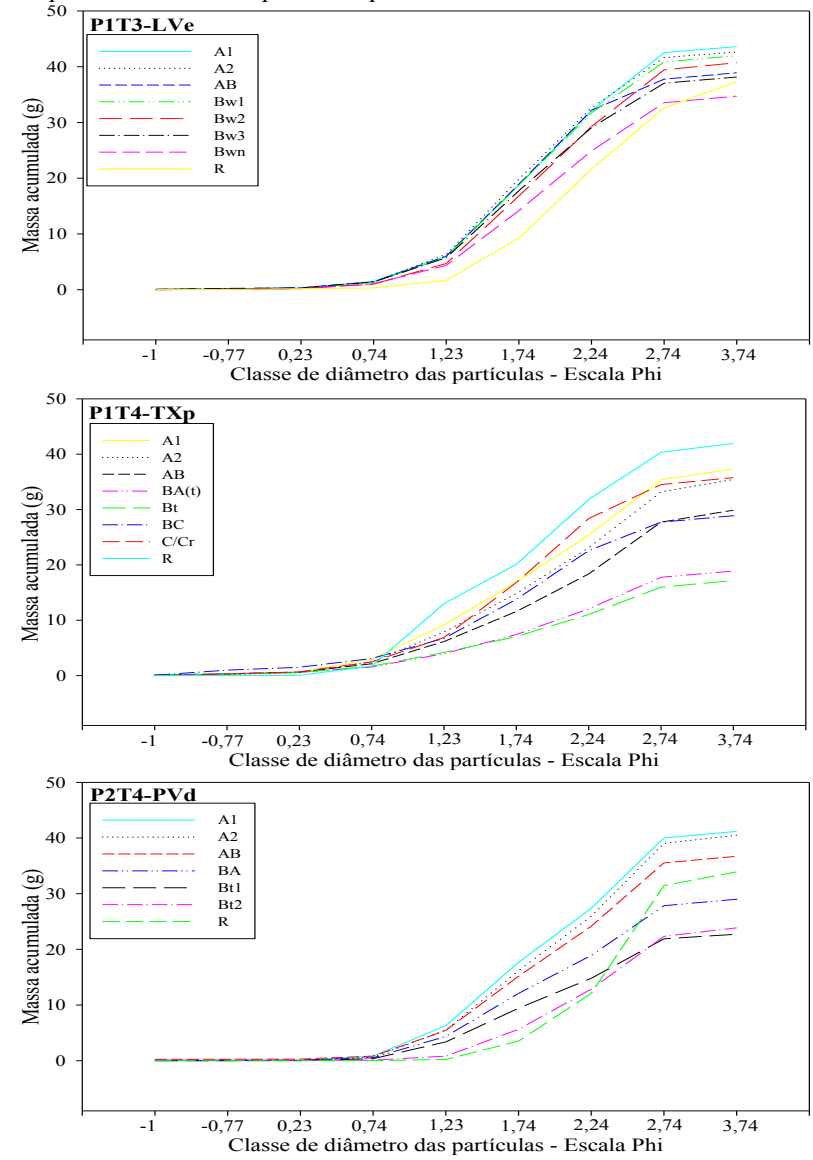 50
P1T3-LVe
A1
A2
AB
Bw1
Bw2
Bw3
Bwn
R
40
30
20
10
0
Massa acumulada (g)
-1 -0,77 0,23 0,74 1,23 1,74 2,24 2,74 3,74
Classe de diâmetro das partículas - Escala Phi
50
P1T4-TXp
A1
A2
AB
BA(t)
Bt
BC
C/Cr
R
40
30
20
10
0
Massa acumulada (g)
-1 -0,77 0,23 0,74 1,23 1,74 2,24 2,74 3,74
Classe de diâmetro das partículas - Escala Phi
50
P2T4-PVd
A1
A2
AB
BA
Bt1
Bt2
R
40
30
20
10
0
Massa acumulada (g)
-1 -0,77 0,23 0,74 1,23 1,74 2,24 2,74 3,74
Classe de diâmetro das partículas - Escala Phi